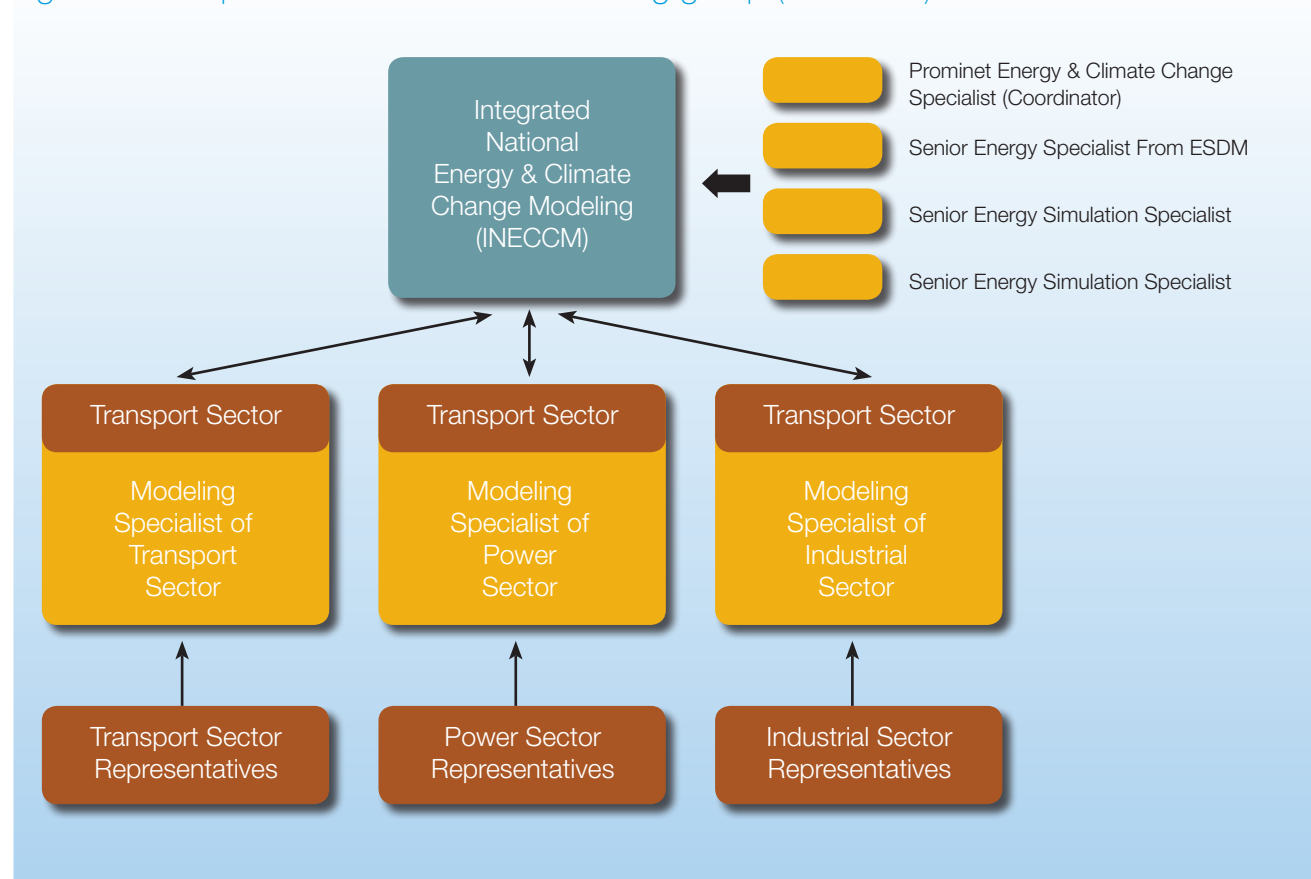 Integrated
National
Energy & Climate
Change Modeling
(INECCM)
Prominet Energy & Climate Change
Specialist (Coordinator)
Senior Energy Specialist From ESDM
Senior Energy Simulation Specialist
Senior Energy Simulation Specialist
Transport Sector
Modeling
Specialist of
Transport
Sector
Transport Sector
Modeling
Specialist of
Power
Sector
Transport Sector
Modeling
Specialist of
Industrial
Sector
Transport Sector
Representatives
Power Sector
Representatives
Industrial Sector
Representatives